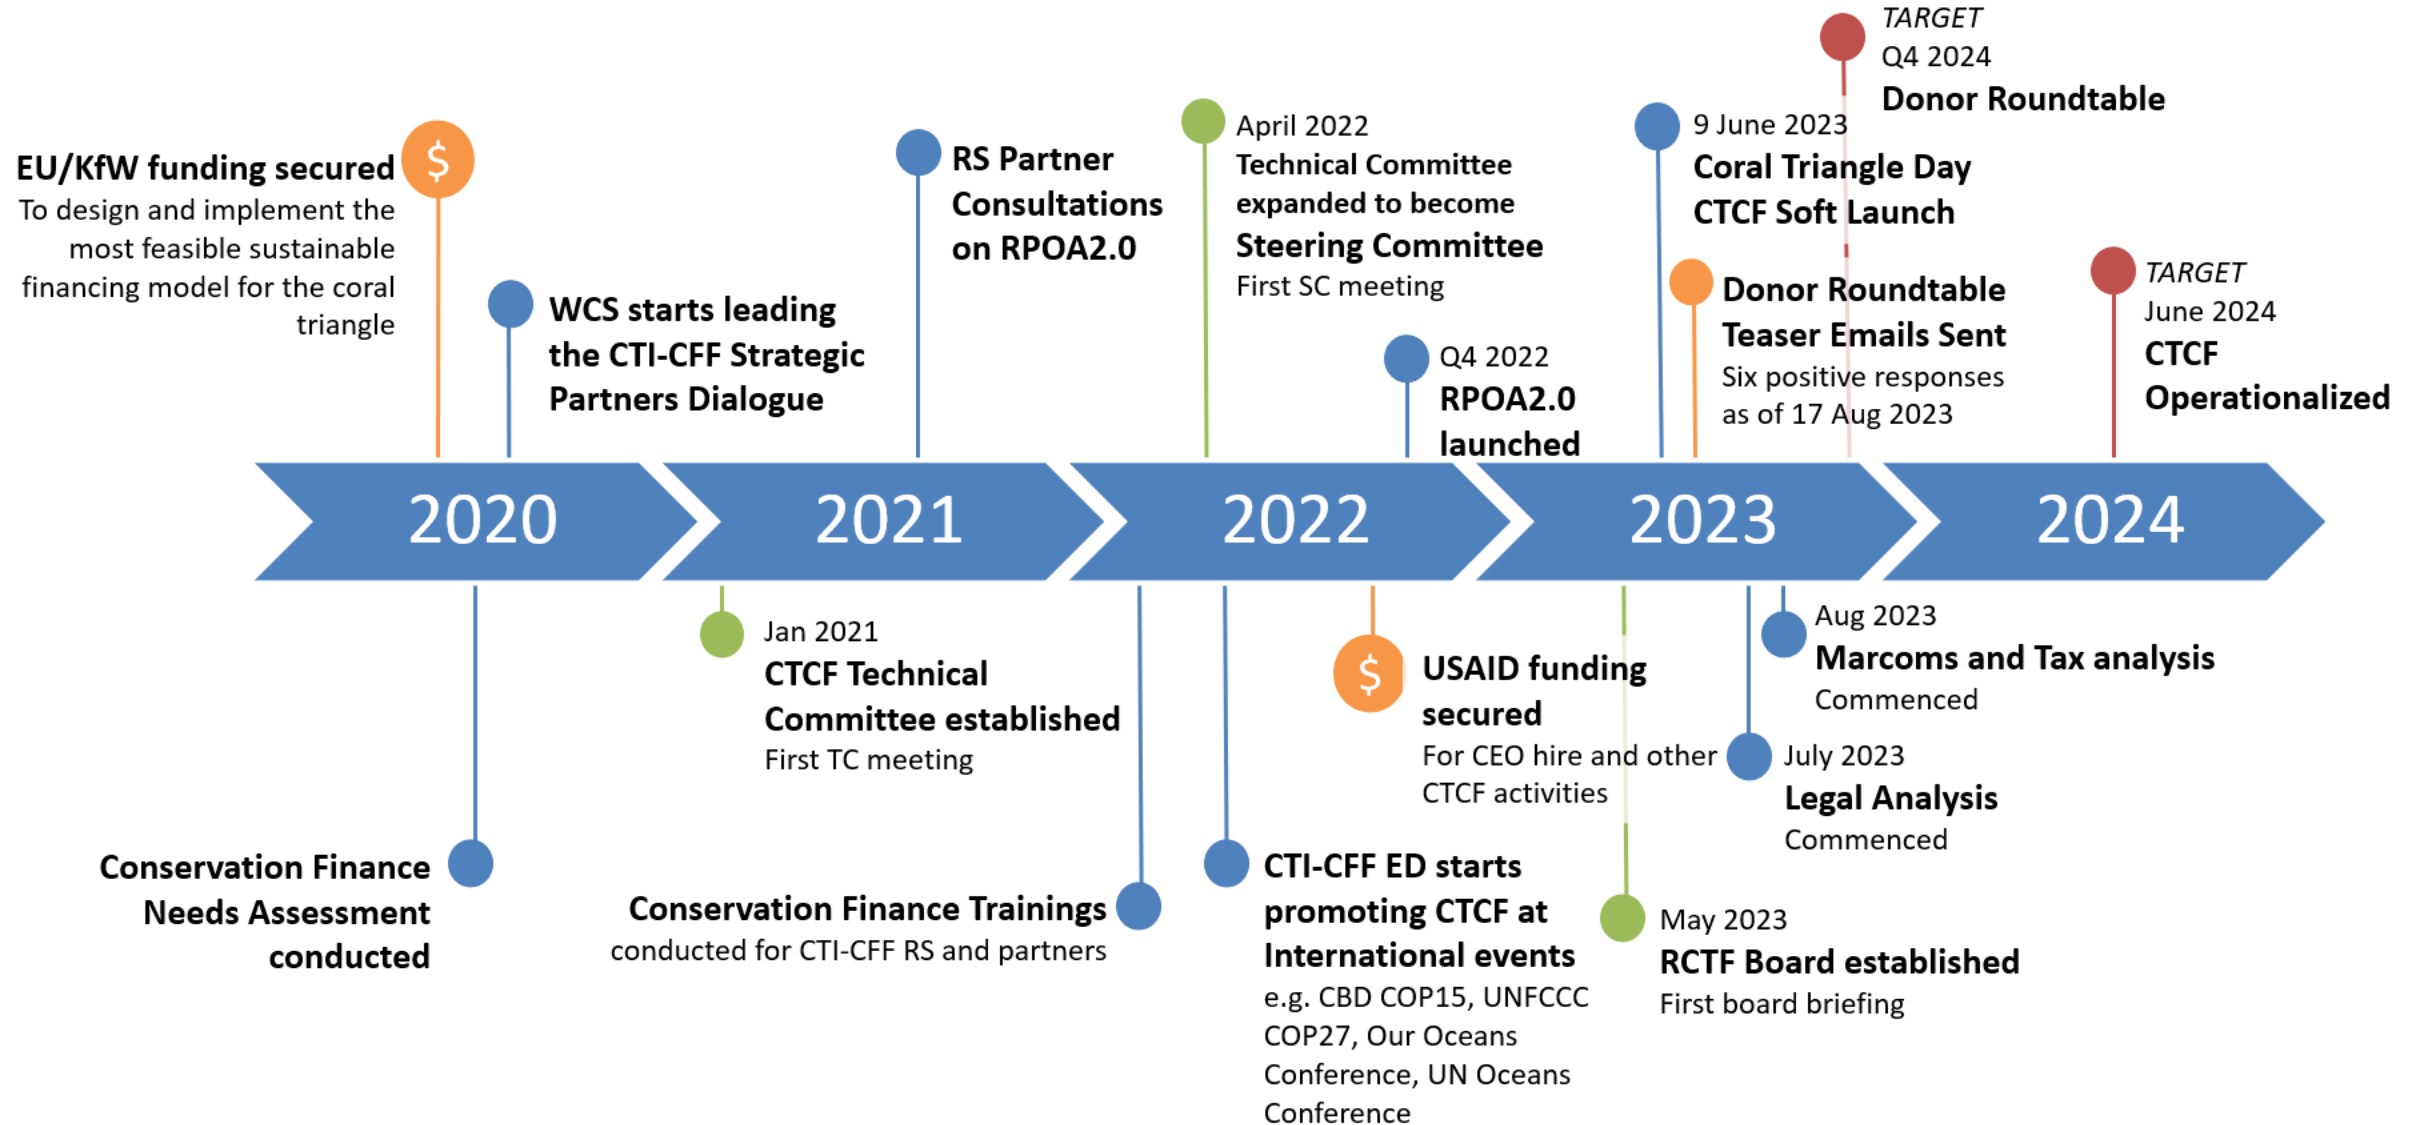 EU/KfW funding secured
To design and implement the
most feasible sustainable
financing model for the coral
triangle
$
WCS starts leading
the CTI-CFF Strategic
Partners Dialogue
RS Partner
Consultations
on RPOA2.0
April 2022
Technical Committee
expanded to become
Steering Committee
First SC meeting
Q4 2022
RPOA2.0
launched
9 June 2023
Coral Triangle Day
CTCF Soft Launch
TARGET
Q4 2024
Donor Roundtable
Donor Roundtable
Teaser Emails Sent
Six positive responses
as of 17 Aug 2023
TARGET
June 2024
CTCF
Operationalized
2020
2021
2022
2023
2024
Conservation Finance
Needs Assessment
conducted
Jan 2021
CTCF Technical
Committee established
First TC meeting
Conservation Finance Trainings
conducted for CTI-CFF RS and partners
CTI-CFF ED starts
promoting CTCF at
International events
e.g. CBD COP15, UNFCCC
COP27, Our Oceans
Conference, UN Oceans
Conference
$
USAID funding
secured
For CEO hire and other
CTCF activities
May 2023
RCTF Board established
First board briefing
July 2023
Legal Analysis
Commenced
Aug 2023
Marcoms and Tax analysis
Commenced